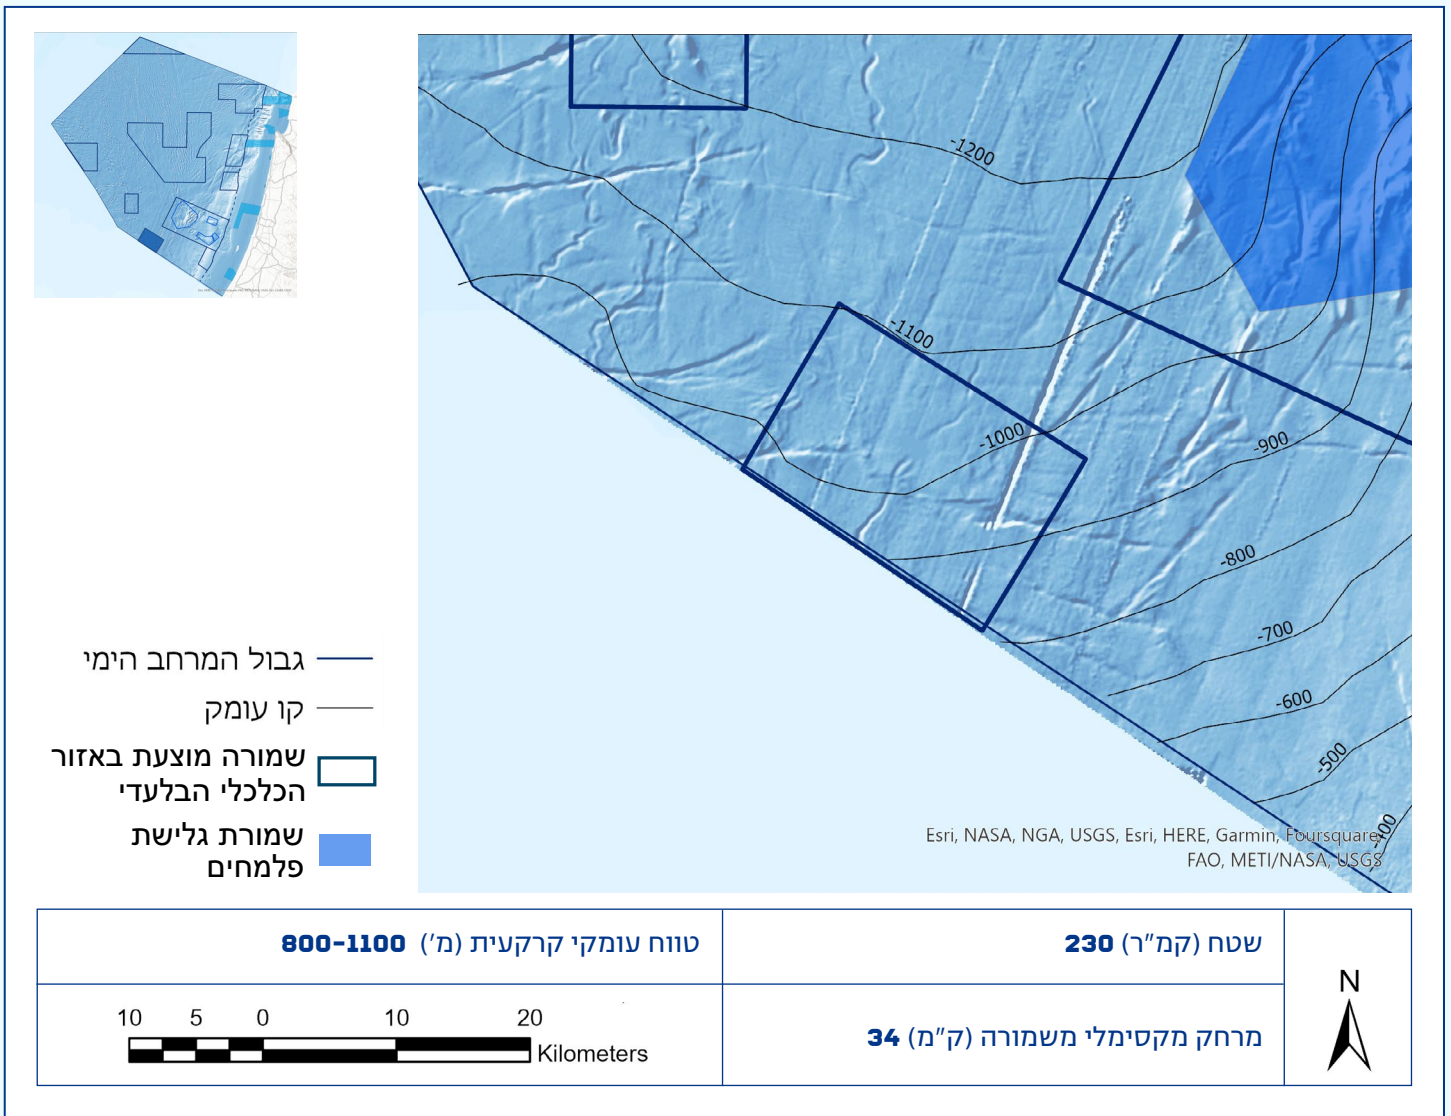 -1200
-1100
-1000
-900
-800
-700
-600
-500
Esri, NASA, NGA, USGS, Esri, HERE, Garmin, Foursquare,
FAO, METI/NASA, USGS
גבול המרחב הימי
קו עומק
שמורה מוצעת באזור
הכלכלי הבלעדי
שמורת גלישת
פלמחים
שטח (קמ"ר) 230
טווח עומקי קרקעית (מ') 800-1100
מרחק מקסימלי משמורה (ק"מ) 34
10 5 0 10 20
Kilometers
N